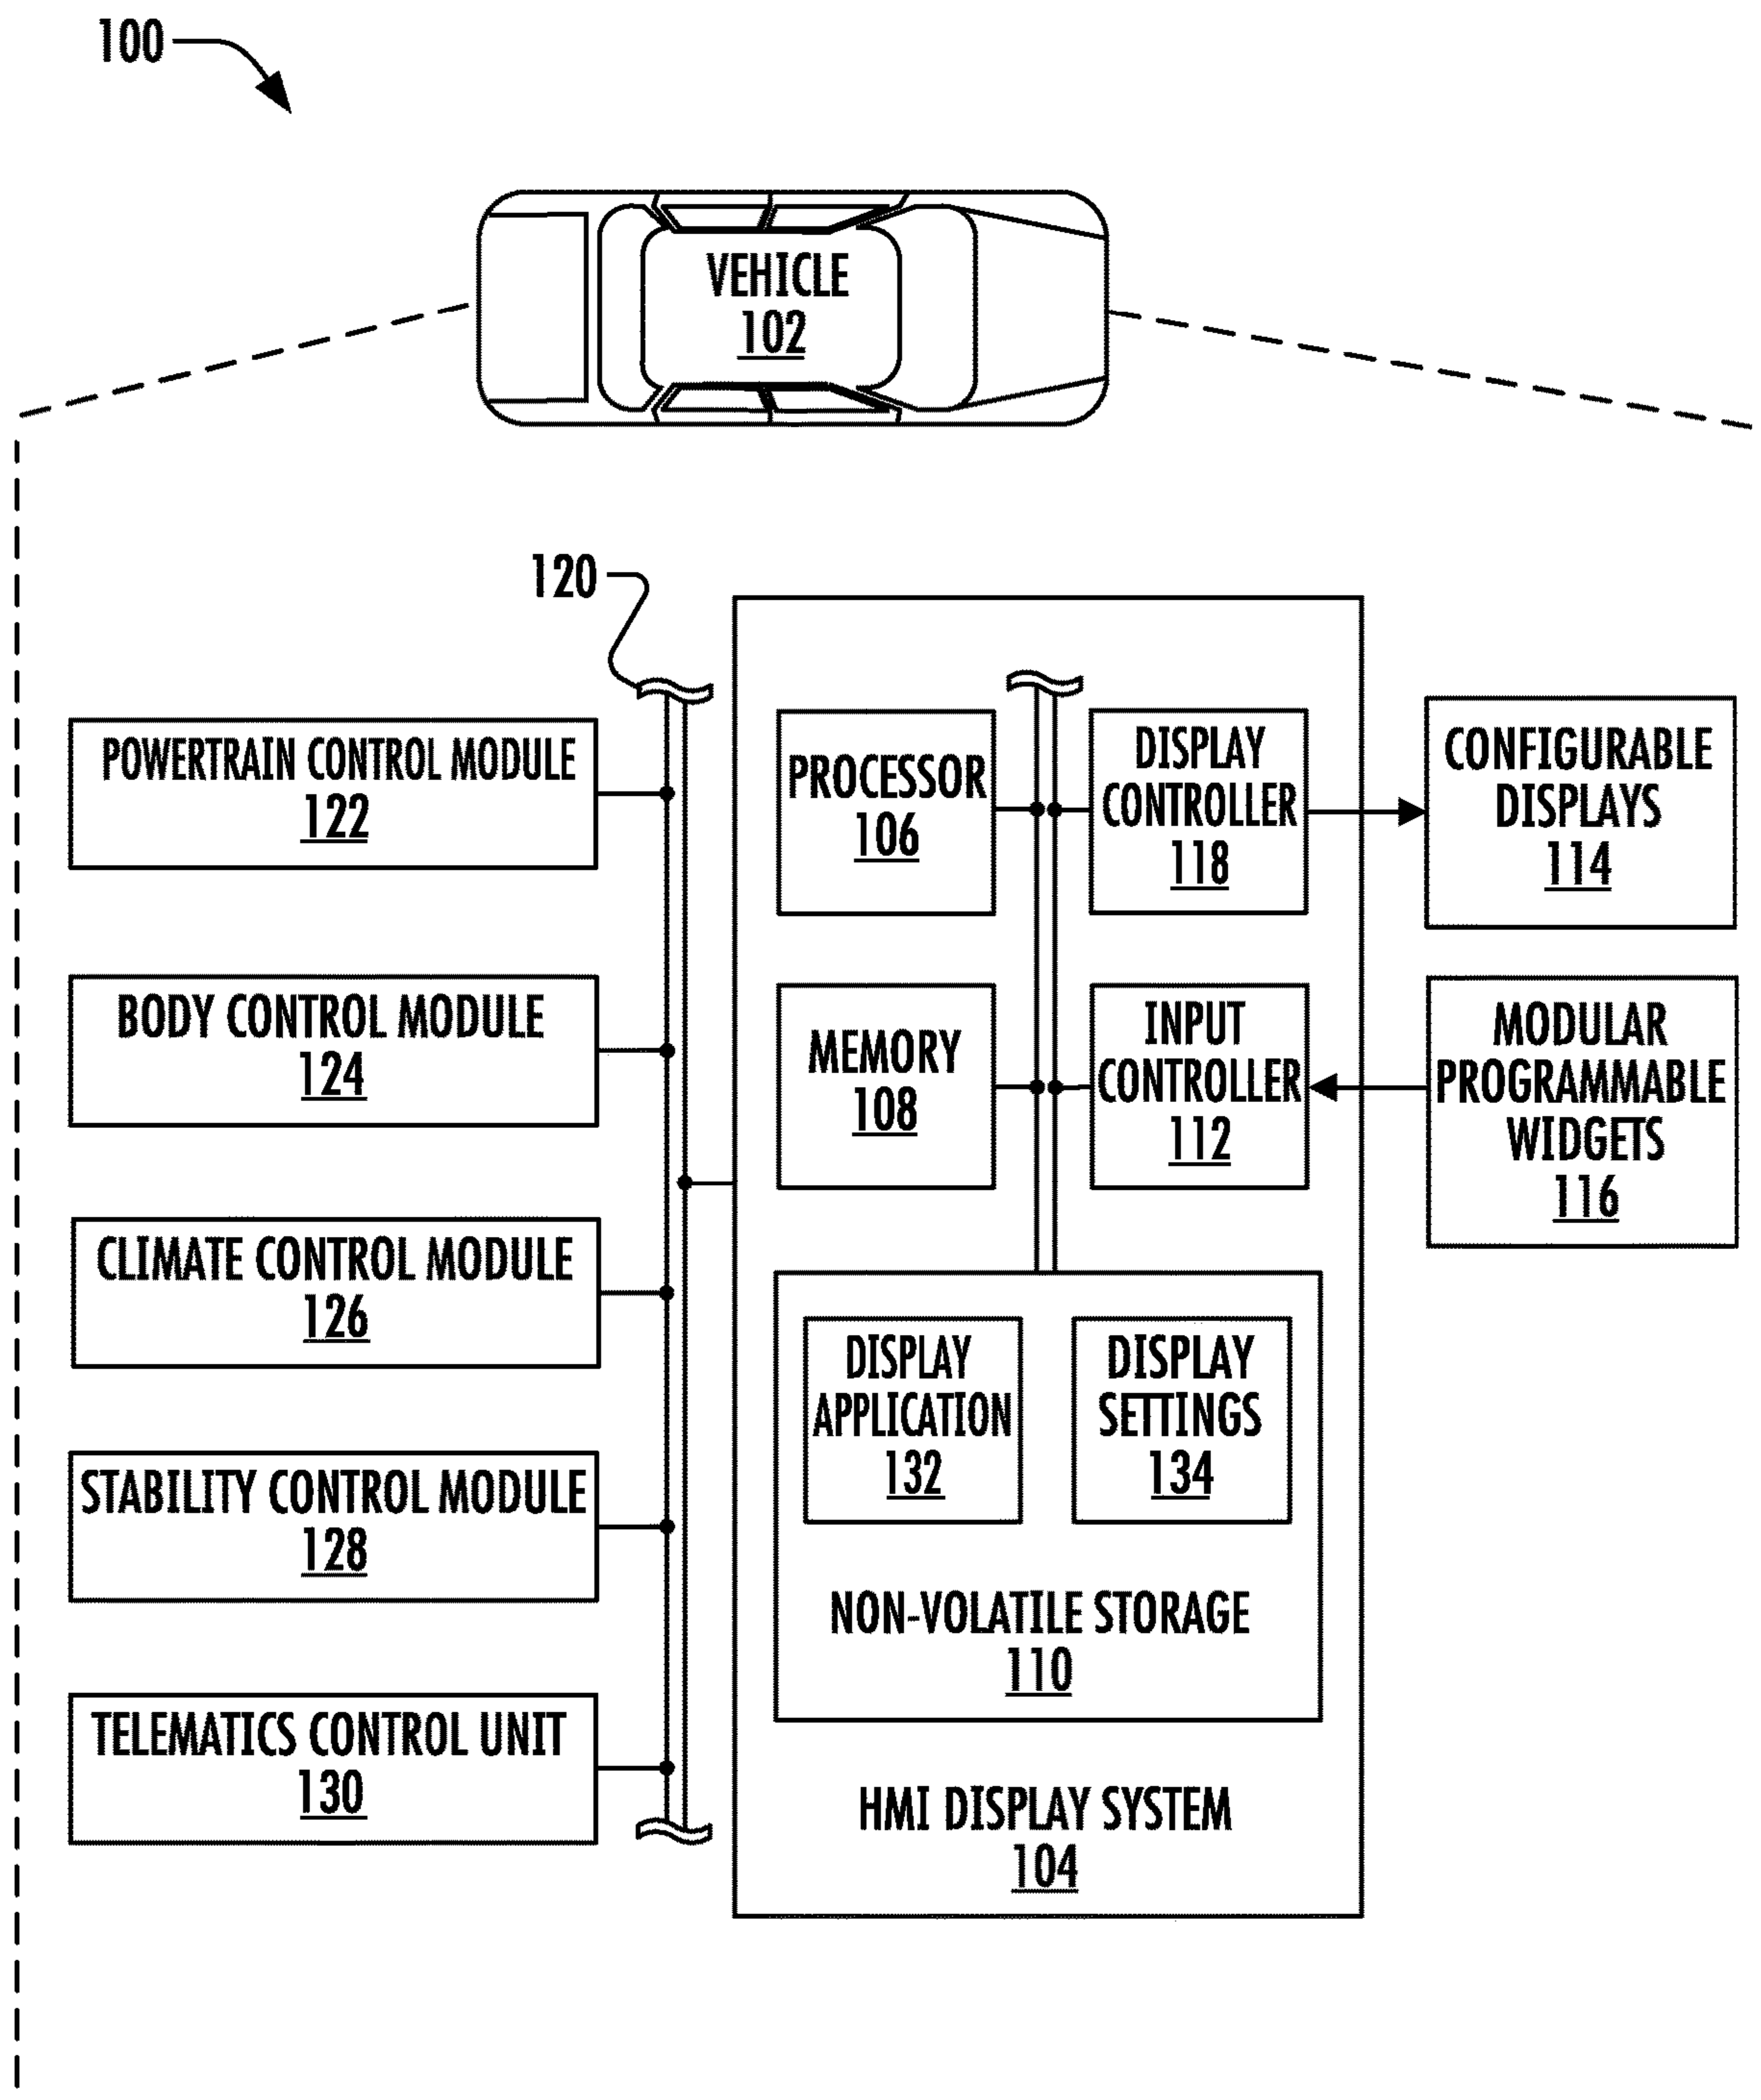 100
VEHICLE
102
120
POWERTRAIN CONTROL MODULE
122
BODY CONTROL MODULE
124
CLIMATE CONTROL MODULE
126
STABILITY CONTROL MODULE
128
TELEMATICS CONTROL UNIT
130
PROCESSOR
106
DISPLAY
CONTROLLER
118
MEMORY
108
INPUT
CONTROLLER
112
DISPLAY
APPLICATION
132
DISPLAY
SETTINGS
134
NON-VOLATILE STORAGE
110
HMI DISPLAY SYSTEM
104
CONFIGURABLE
DISPLAYS
114
MODULAR
PROGRAMMABLE
WIDGETS
116